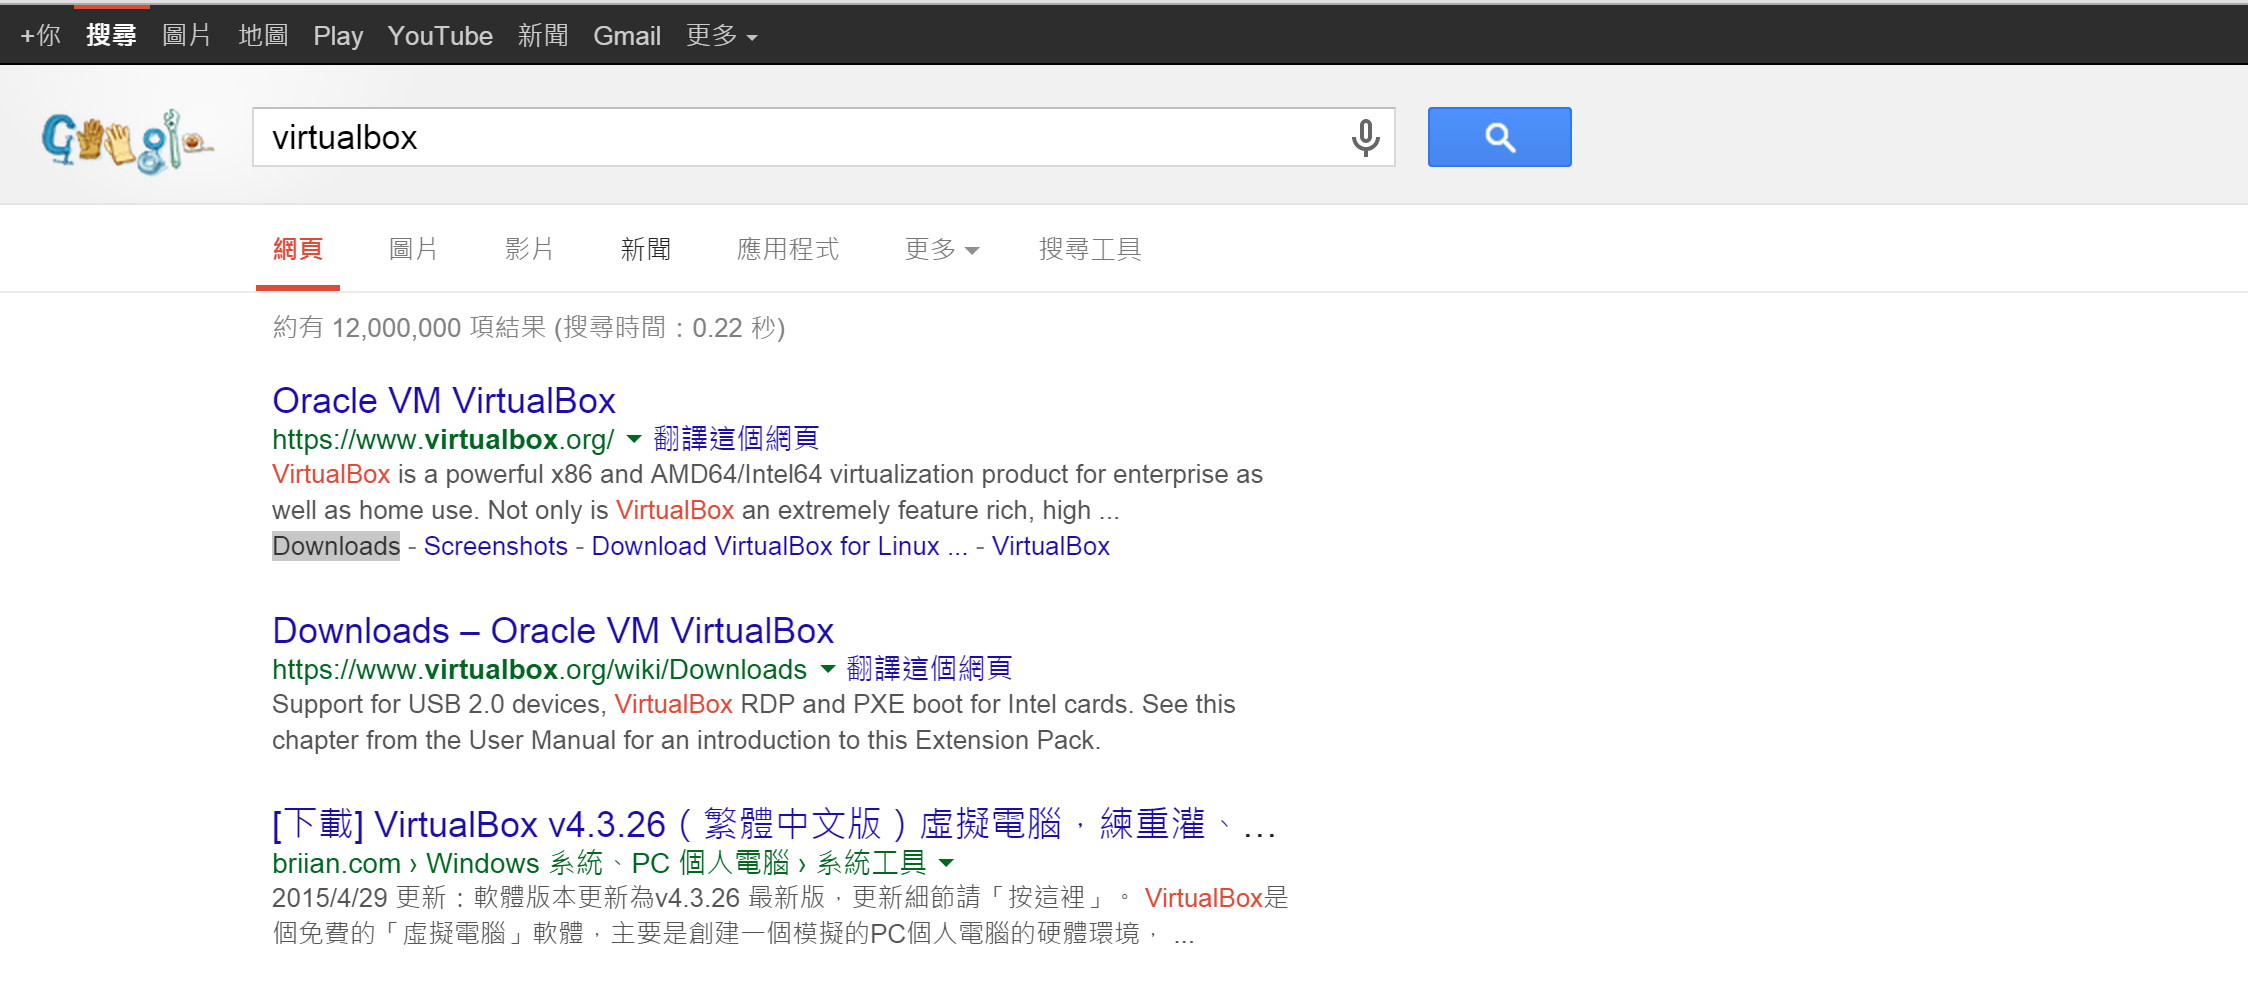 +你 搜尋 圖片 地圖 Play YouTube 新聞 Gmail 更多
Google
virtualbox
網頁 圖片 影片 新聞 應用程式 更多 搜尋工具
約有 12,000,000 項結果 (搜尋時間：0.22 秒)
Oracle VM VirtualBox
https://www.virtualbox.org/ 翻譯這個網頁
VirtualBox is a powerful x86 and AMD64/Intel64 virtualization product for enterprise as
well as home use. Not only is VirtualBox an extremely feature rich, high ...
Downloads - Screenshots - Download VirtualBox for Linux ... - VirtualBox
Downloads – Oracle VM VirtualBox
https://www.virtualbox.org/wiki/Downloads 翻譯這個網頁
Support for USB 2.0 devices, VirtualBox RDP and PXE boot for Intel cards. See this
chapter from the User Manual for an introduction to this Extension Pack.
[下載] VirtualBox v4.3.26（繁體中文版）虛擬電腦，練重灌、...
briian.com › Windows 系統、PC 個人電腦 › 系統工具
2015/4/29 更新：軟體版本更新為v4.3.26 最新版，更新細節請「按這裡」。 VirtualBox是
個免費的「虛擬電腦」軟體，主要是創建一個模擬的PC個人電腦的硬體環境， ...